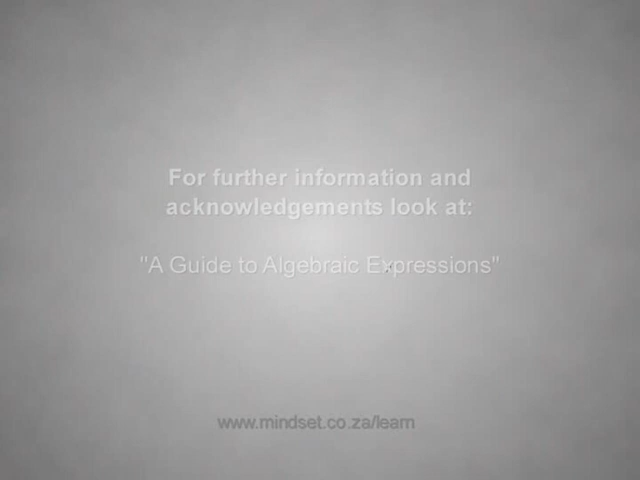 For further information and
acknowledgements look at:
"A Guide to Algebraic Expressions"
www.mindset.co.za/learn